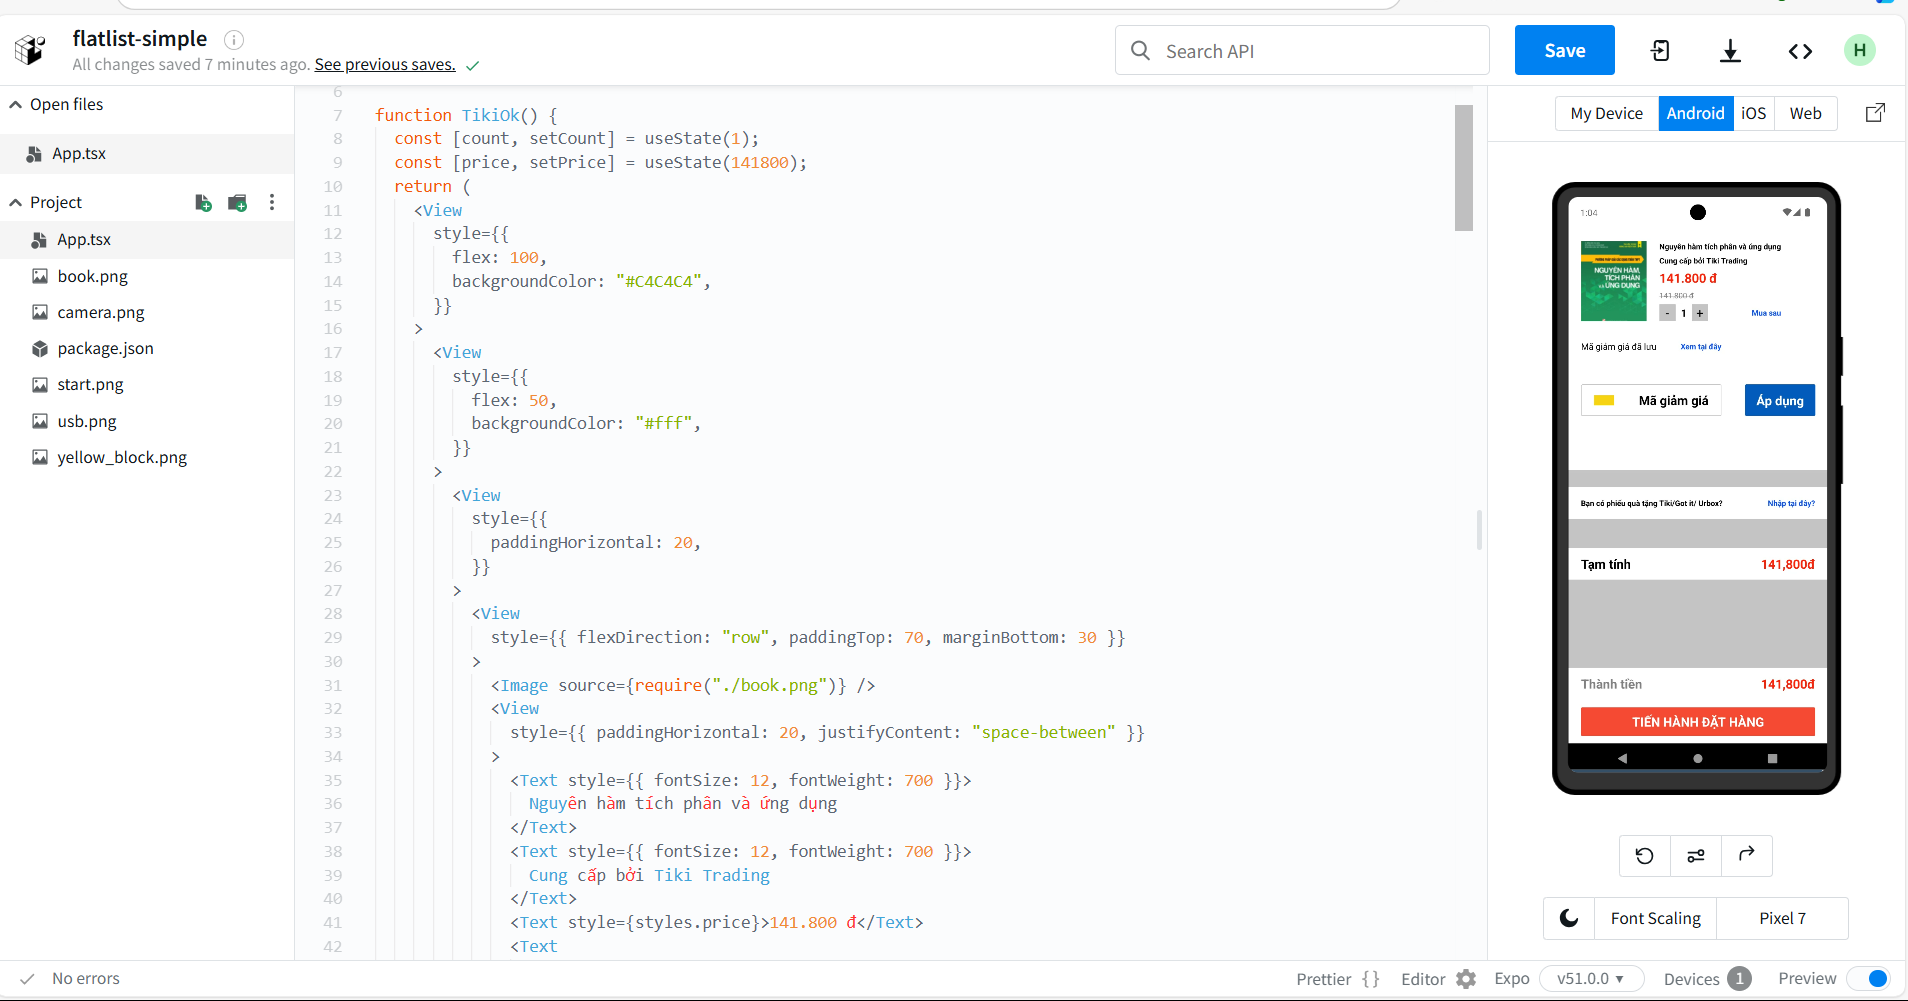 flatlist-simple
All changes saved 7 minutes ago. See previous saves.
Search API
Save
H
Open files
App.tsx
Project
App.tsx
book.png
camera.png
package.json
start.png
usb.png
yellow_block.png
6
7 function TikiOk() {
8 const [count, setCount] = useState(1);
9 const [price, setPrice] = useState(141800);
10 return (
11 <View
12 style={{
13 flex: 100,
14 backgroundColor: "#C4C4C4",
15 }}
16 >
17 <View
18 style={{
19 flex: 50,
20 backgroundColor: "#fff",
21 }}
22 >
23 <View
24 style={{
25 paddingHorizontal: 20,
26 }}
27 >
28 <View
29 style={{ flexDirection: "row", paddingTop: 70, marginBottom: 30 }}
30 >
31 <Image source={require("./book.png")} />
32 <View
33 style={{ paddingHorizontal: 20, justifyContent: "space-between" }}
34 >
35 <Text style={{ fontSize: 12, fontWeight: 700 }}>
36 Nguyên hàm tích phân và ứng dụng
37 </Text>
38 <Text style={{ fontSize: 12, fontWeight: 700 }}>
39 Cung cấp bởi Tiki Trading
40 </Text>
41 <Text style={styles.price}>141.800 đ</Text>
42 <Text
My Device Android iOS Web
1:04
NGUYÊN HÀM,
TÍCH PHÂN
VÀ ỨNG DỤNG
Nguyên hàm tích phân và ứng dụng
Cung cấp bởi Tiki Trading
141.800 đ
141.800 đ
- 1 + Mua sau
Mã giảm giá đã lưu Xem tại đây
Mã giảm giá Áp dụng
Bạn có phiếu quà tặng Tiki/Got it/ Urbox? Nhập tại đây?
Tạm tính 141,800đ
Thành tiền 141,800đ
TIẾN HÀNH ĐẶT HÀNG
Font Scaling Pixel 7
No errors
Prettier {} Editor Expo v51.0.0 Devices 1 Preview